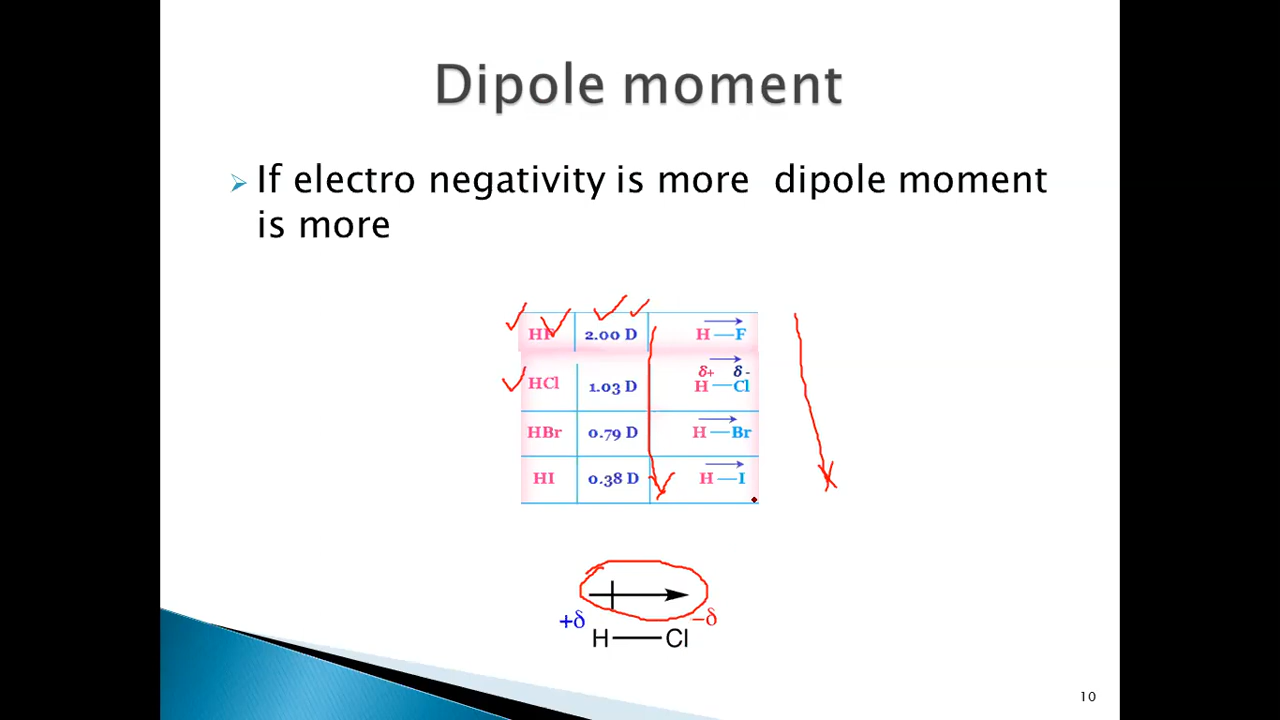 Dipole moment
If electro negativity is more dipole moment
is more
HF 2.00 D H—F
δ+ δ-
HCl 1.03 D H—Cl
HBr 0.79 D H—Br
HI 0.38 D H—I
+δ −δ
H—Cl
10